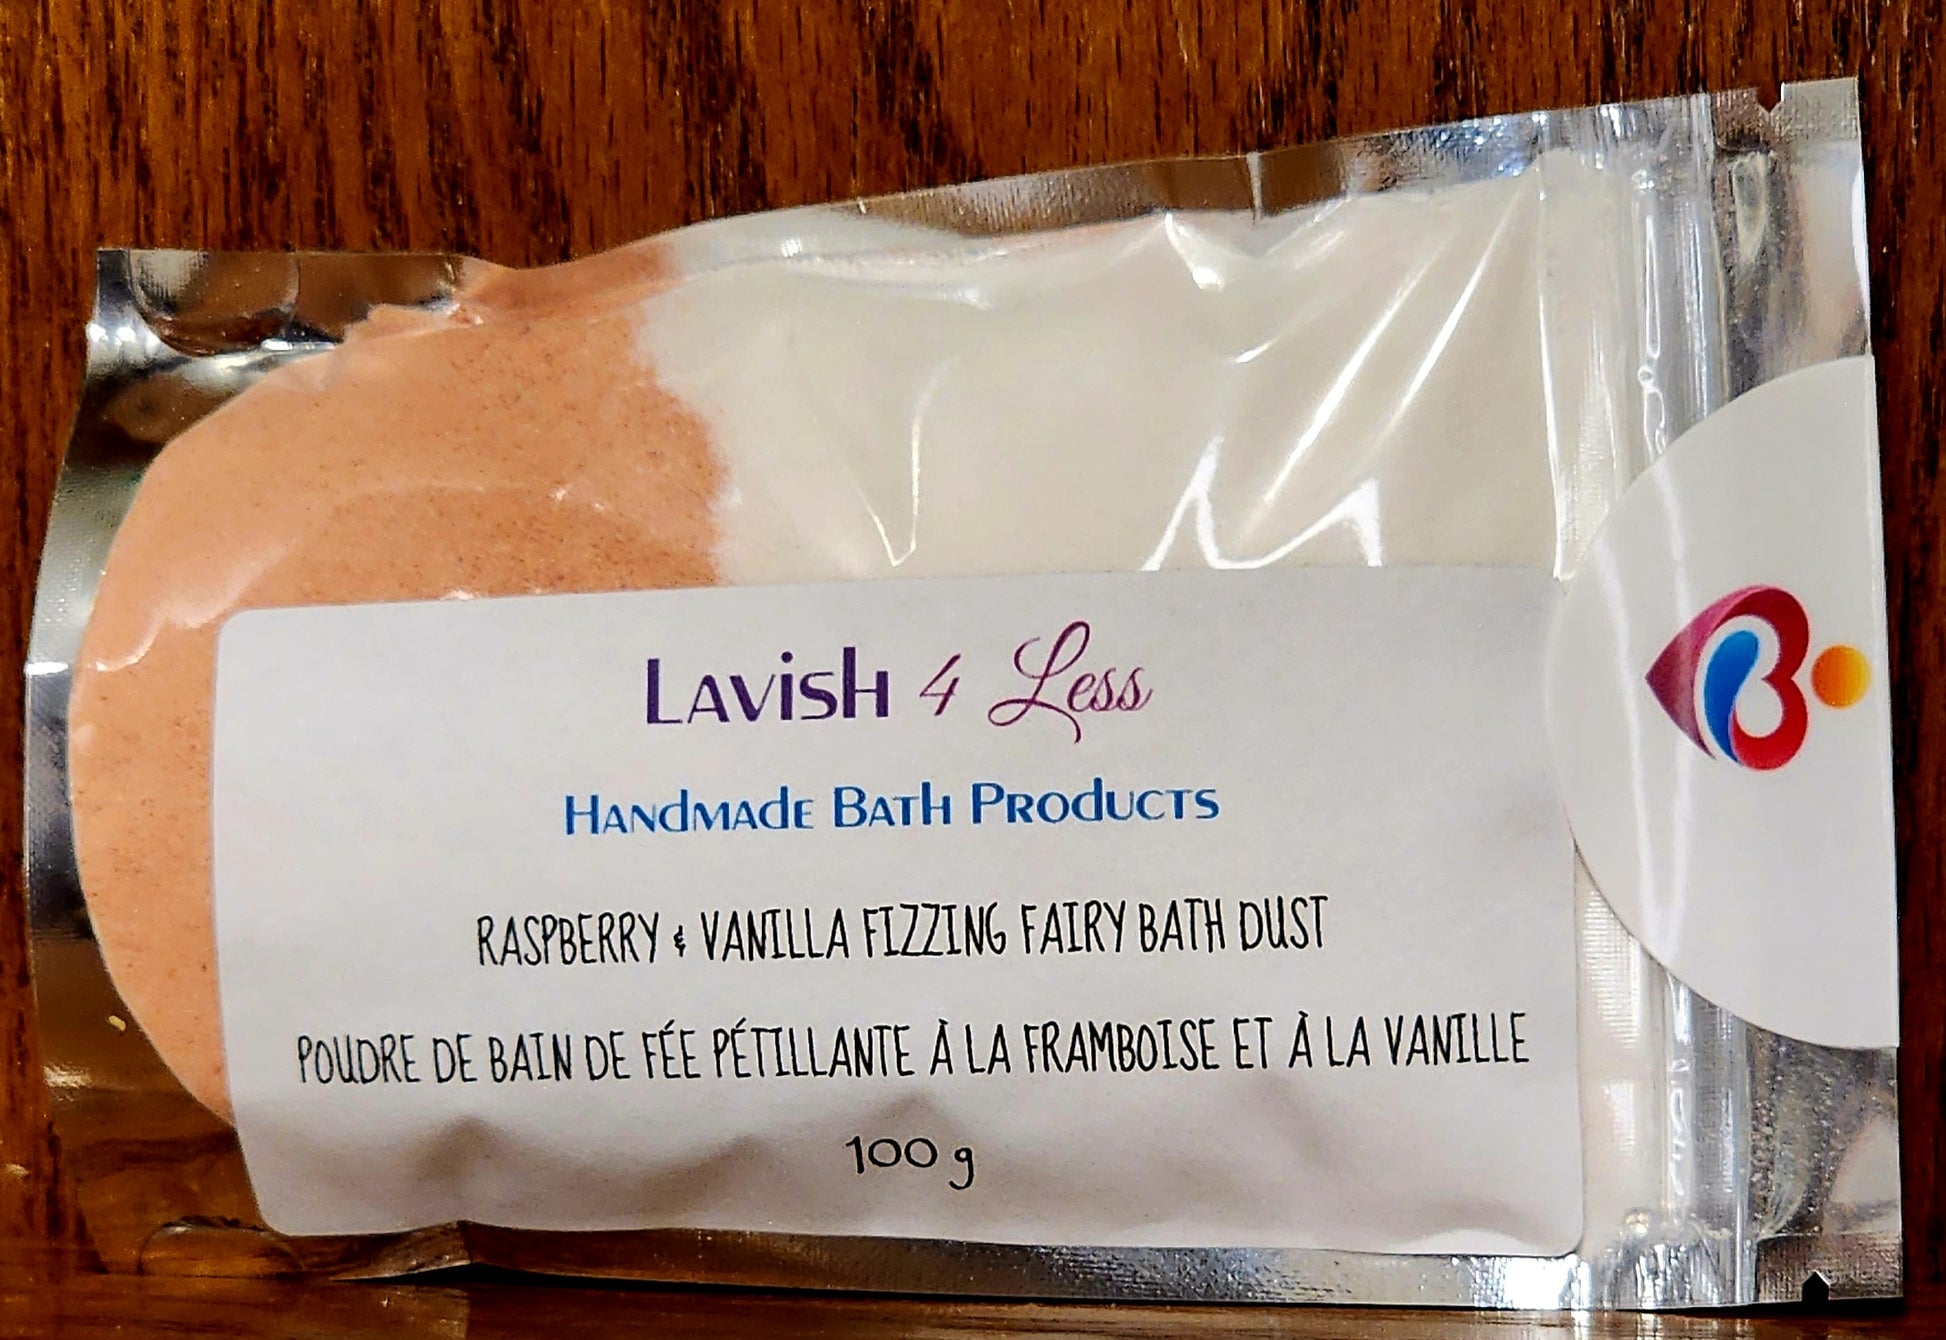 Lavish 4 Less
Handmade Bath Products
RASPBERRY & VANILLA FIZZING FAIRY BATH DUST
POUDRE DE BAIN DE FÉE PÉTILLANTE À LA FRAMBOISE ET À LA VANILLE
100 g